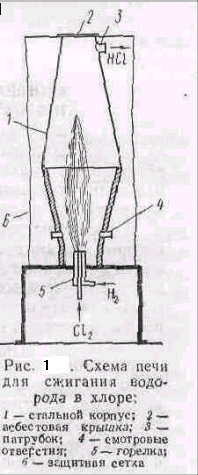 2
3
HCl
1
4
6
5
H₂
Cl₂
Рис. 1 . Схема печи
для сжигания водо-
рода в хлоре:
1 — стальной корпус; 2 —
асбестовая крышка; 3 —
патрубок; 4 — смотровые
отверстия; 5 — горелка;
6 — защитная сетка